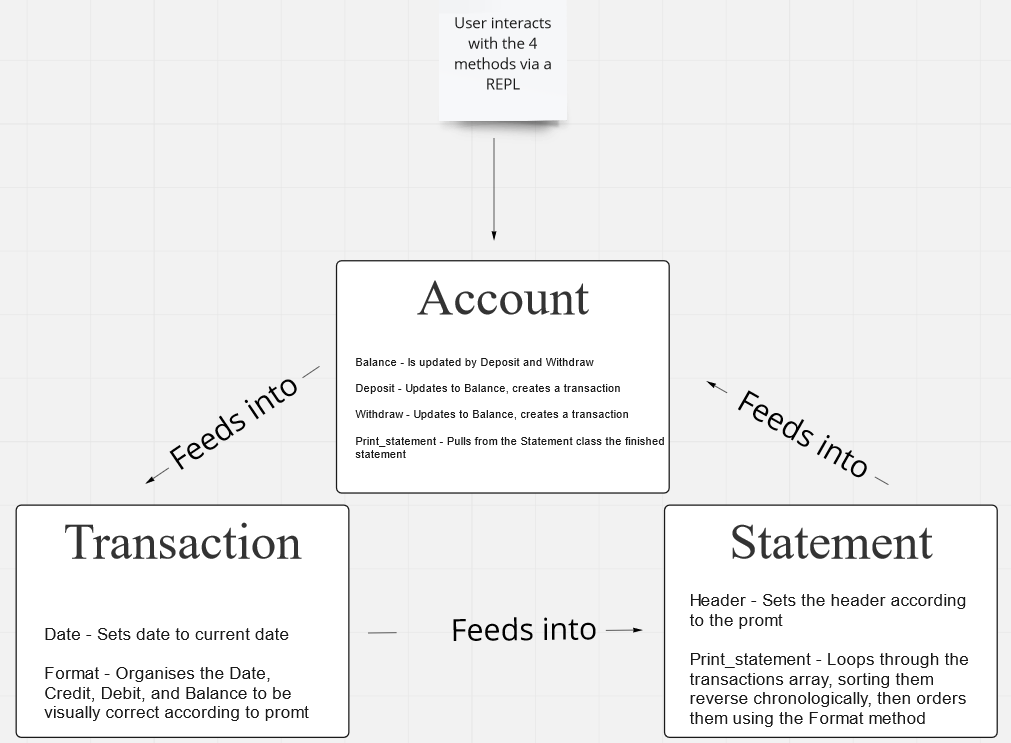 User interacts
with the 4
methods via a
REPL
Account
Balance - Is updated by Deposit and Withdraw
Deposit - Updates to Balance, creates a transaction
Withdraw - Updates to Balance, creates a transaction
Print_statement - Pulls from the Statement class the finished
statement
Feeds into
Feeds into
Transaction
Date - Sets date to current date
Format - Organises the Date,
Credit, Debit, and Balance to be
visually correct according to promt
Feeds into
Statement
Header - Sets the header according
to the promt
Print_statement - Loops through the
transactions array, sorting them
reverse chronologically, then orders
them using the Format method